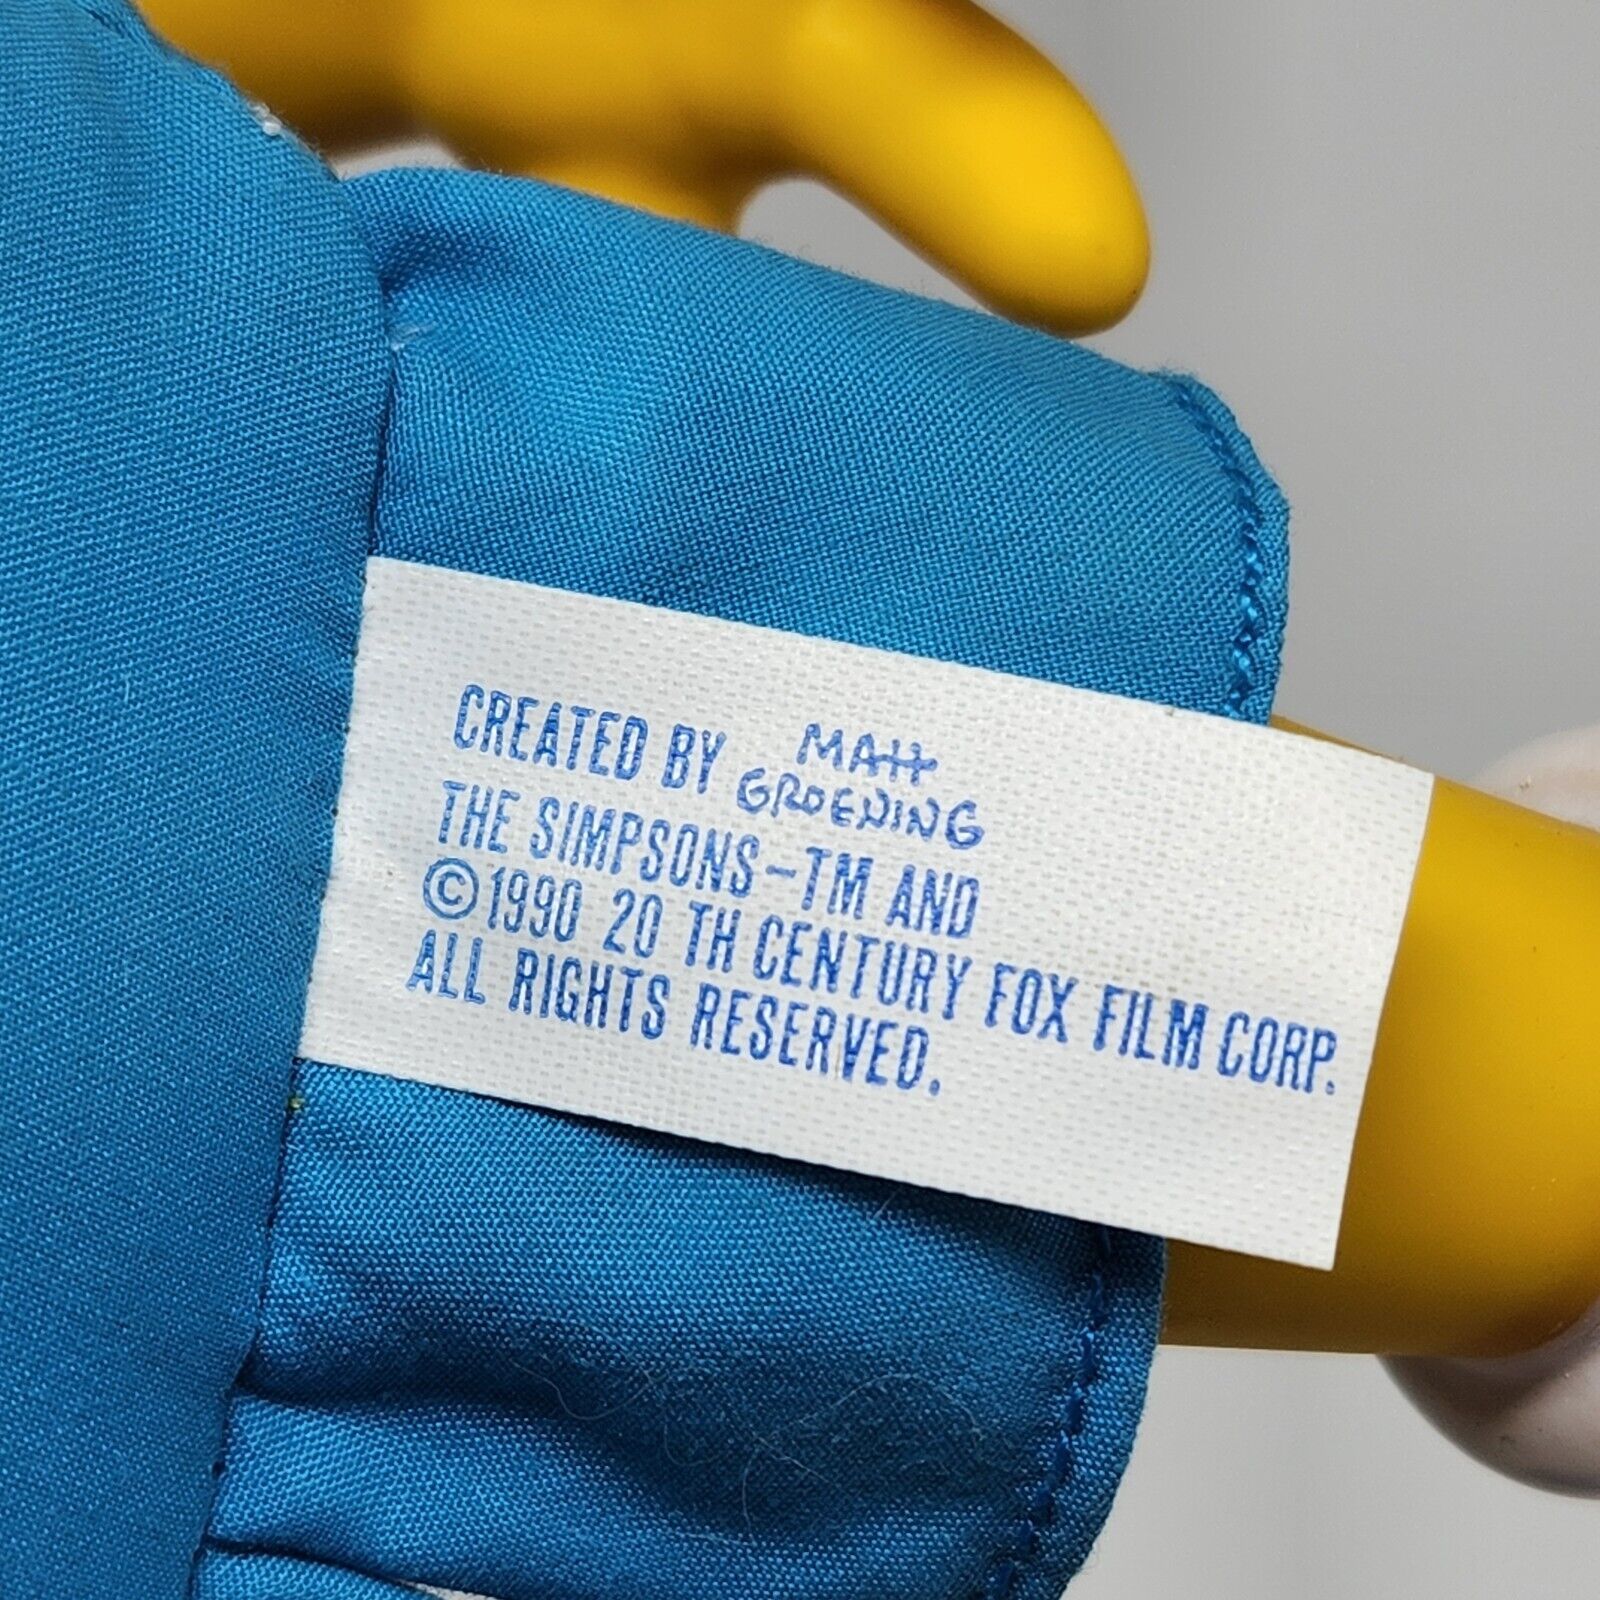 CREATED BY MATT GROENING
THE SIMPSONS-TM AND
©1990 20 TH CENTURY FOX FILM CORP.
ALL RIGHTS RESERVED.